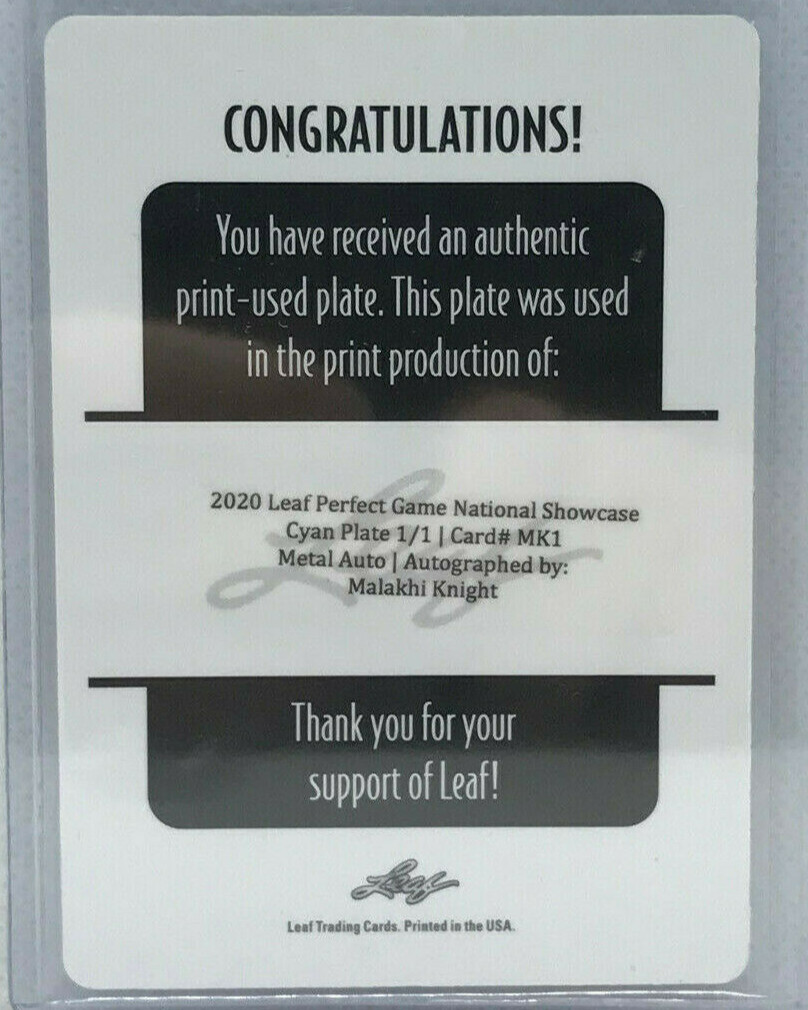 CONGRATULATIONS!
You have received an authentic
print-used plate. This plate was used
in the print production of:
Leaf
2020 Leaf Perfect Game National Showcase
Cyan Plate 1/1 | Card# MK1
Metal Auto | Autographed by:
Malakhi Knight
Thank you for your
support of Leaf!
Leaf
Leaf Trading Cards. Printed in the USA.